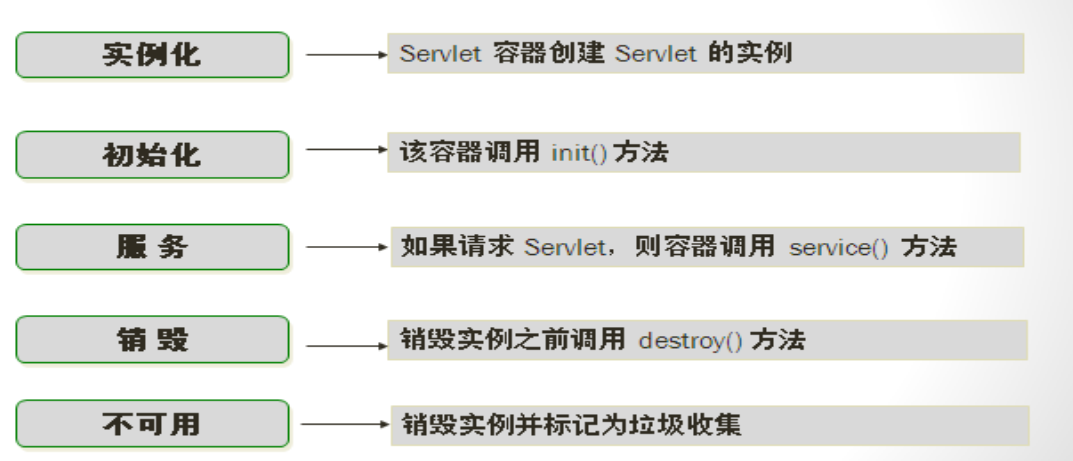 实例化
Servlet 容器创建 Servlet 的实例
初始化
该容器调用 init() 方法
服 务
如果请求 Servlet，则容器调用 service() 方法
销 毁
销毁实例之前调用 destroy() 方法
不可用
销毁实例并标记为垃圾收集